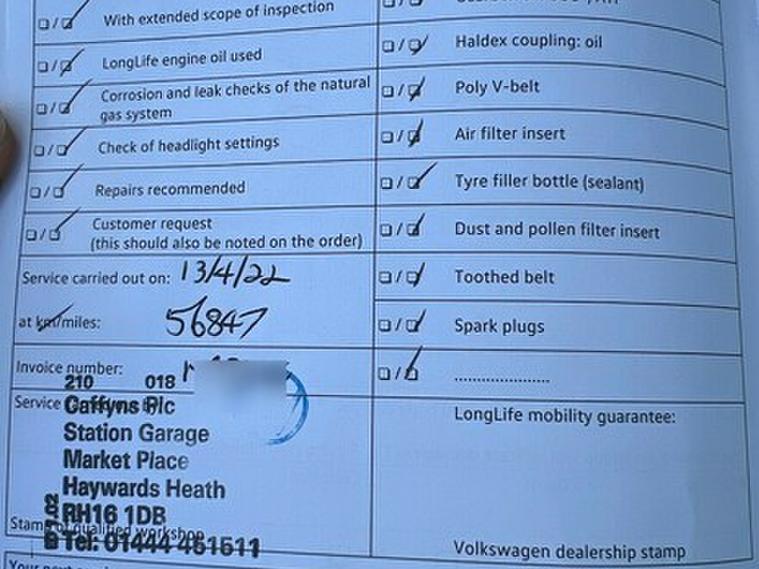 With extended scope of inspection
LongLife engine oil used
Corrosion and leak checks of the natural
gas system
Check of headlight settings
Repairs recommended
Customer request
(this should also be noted on the order)
Service carried out on: 13/4/22
at km/miles: 56847
Invoice number:
210 018
Service
Caffyns Plc
Station Garage
Market Place
Haywards Heath
RH16 1DB
Stamp of qualified workshop
Tel: 01444 451511
Haldex coupling: oil
Poly V-belt
Air filter insert
Tyre filler bottle (sealant)
Dust and pollen filter insert
Toothed belt
Spark plugs
....................
LongLife mobility guarantee:
Volkswagen dealership stamp
Your next